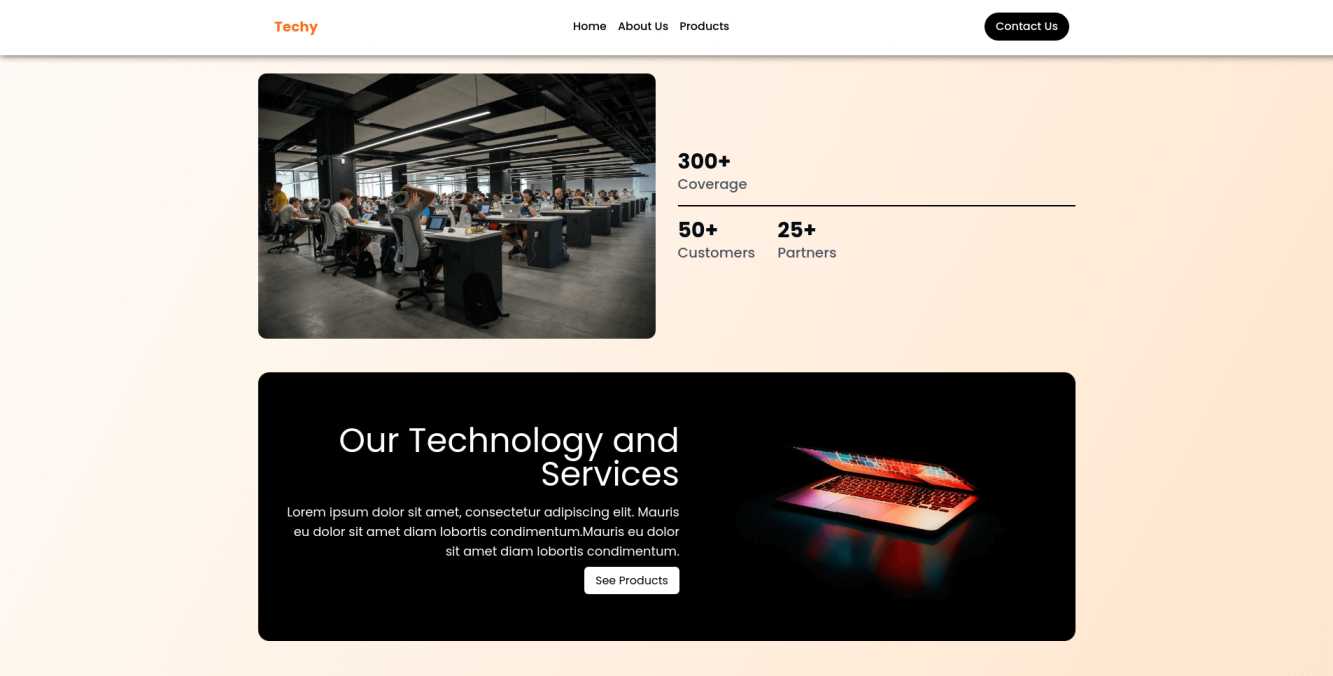 Techy
Home About Us Products
Contact Us
300+
Coverage
50+ 25+
Customers Partners
Our Technology and
Services
Lorem ipsum dolor sit amet, consectetur adipiscing elit. Mauris
eu dolor sit amet diam lobortis condimentum.Mauris eu dolor
sit amet diam lobortis condimentum.
See Products